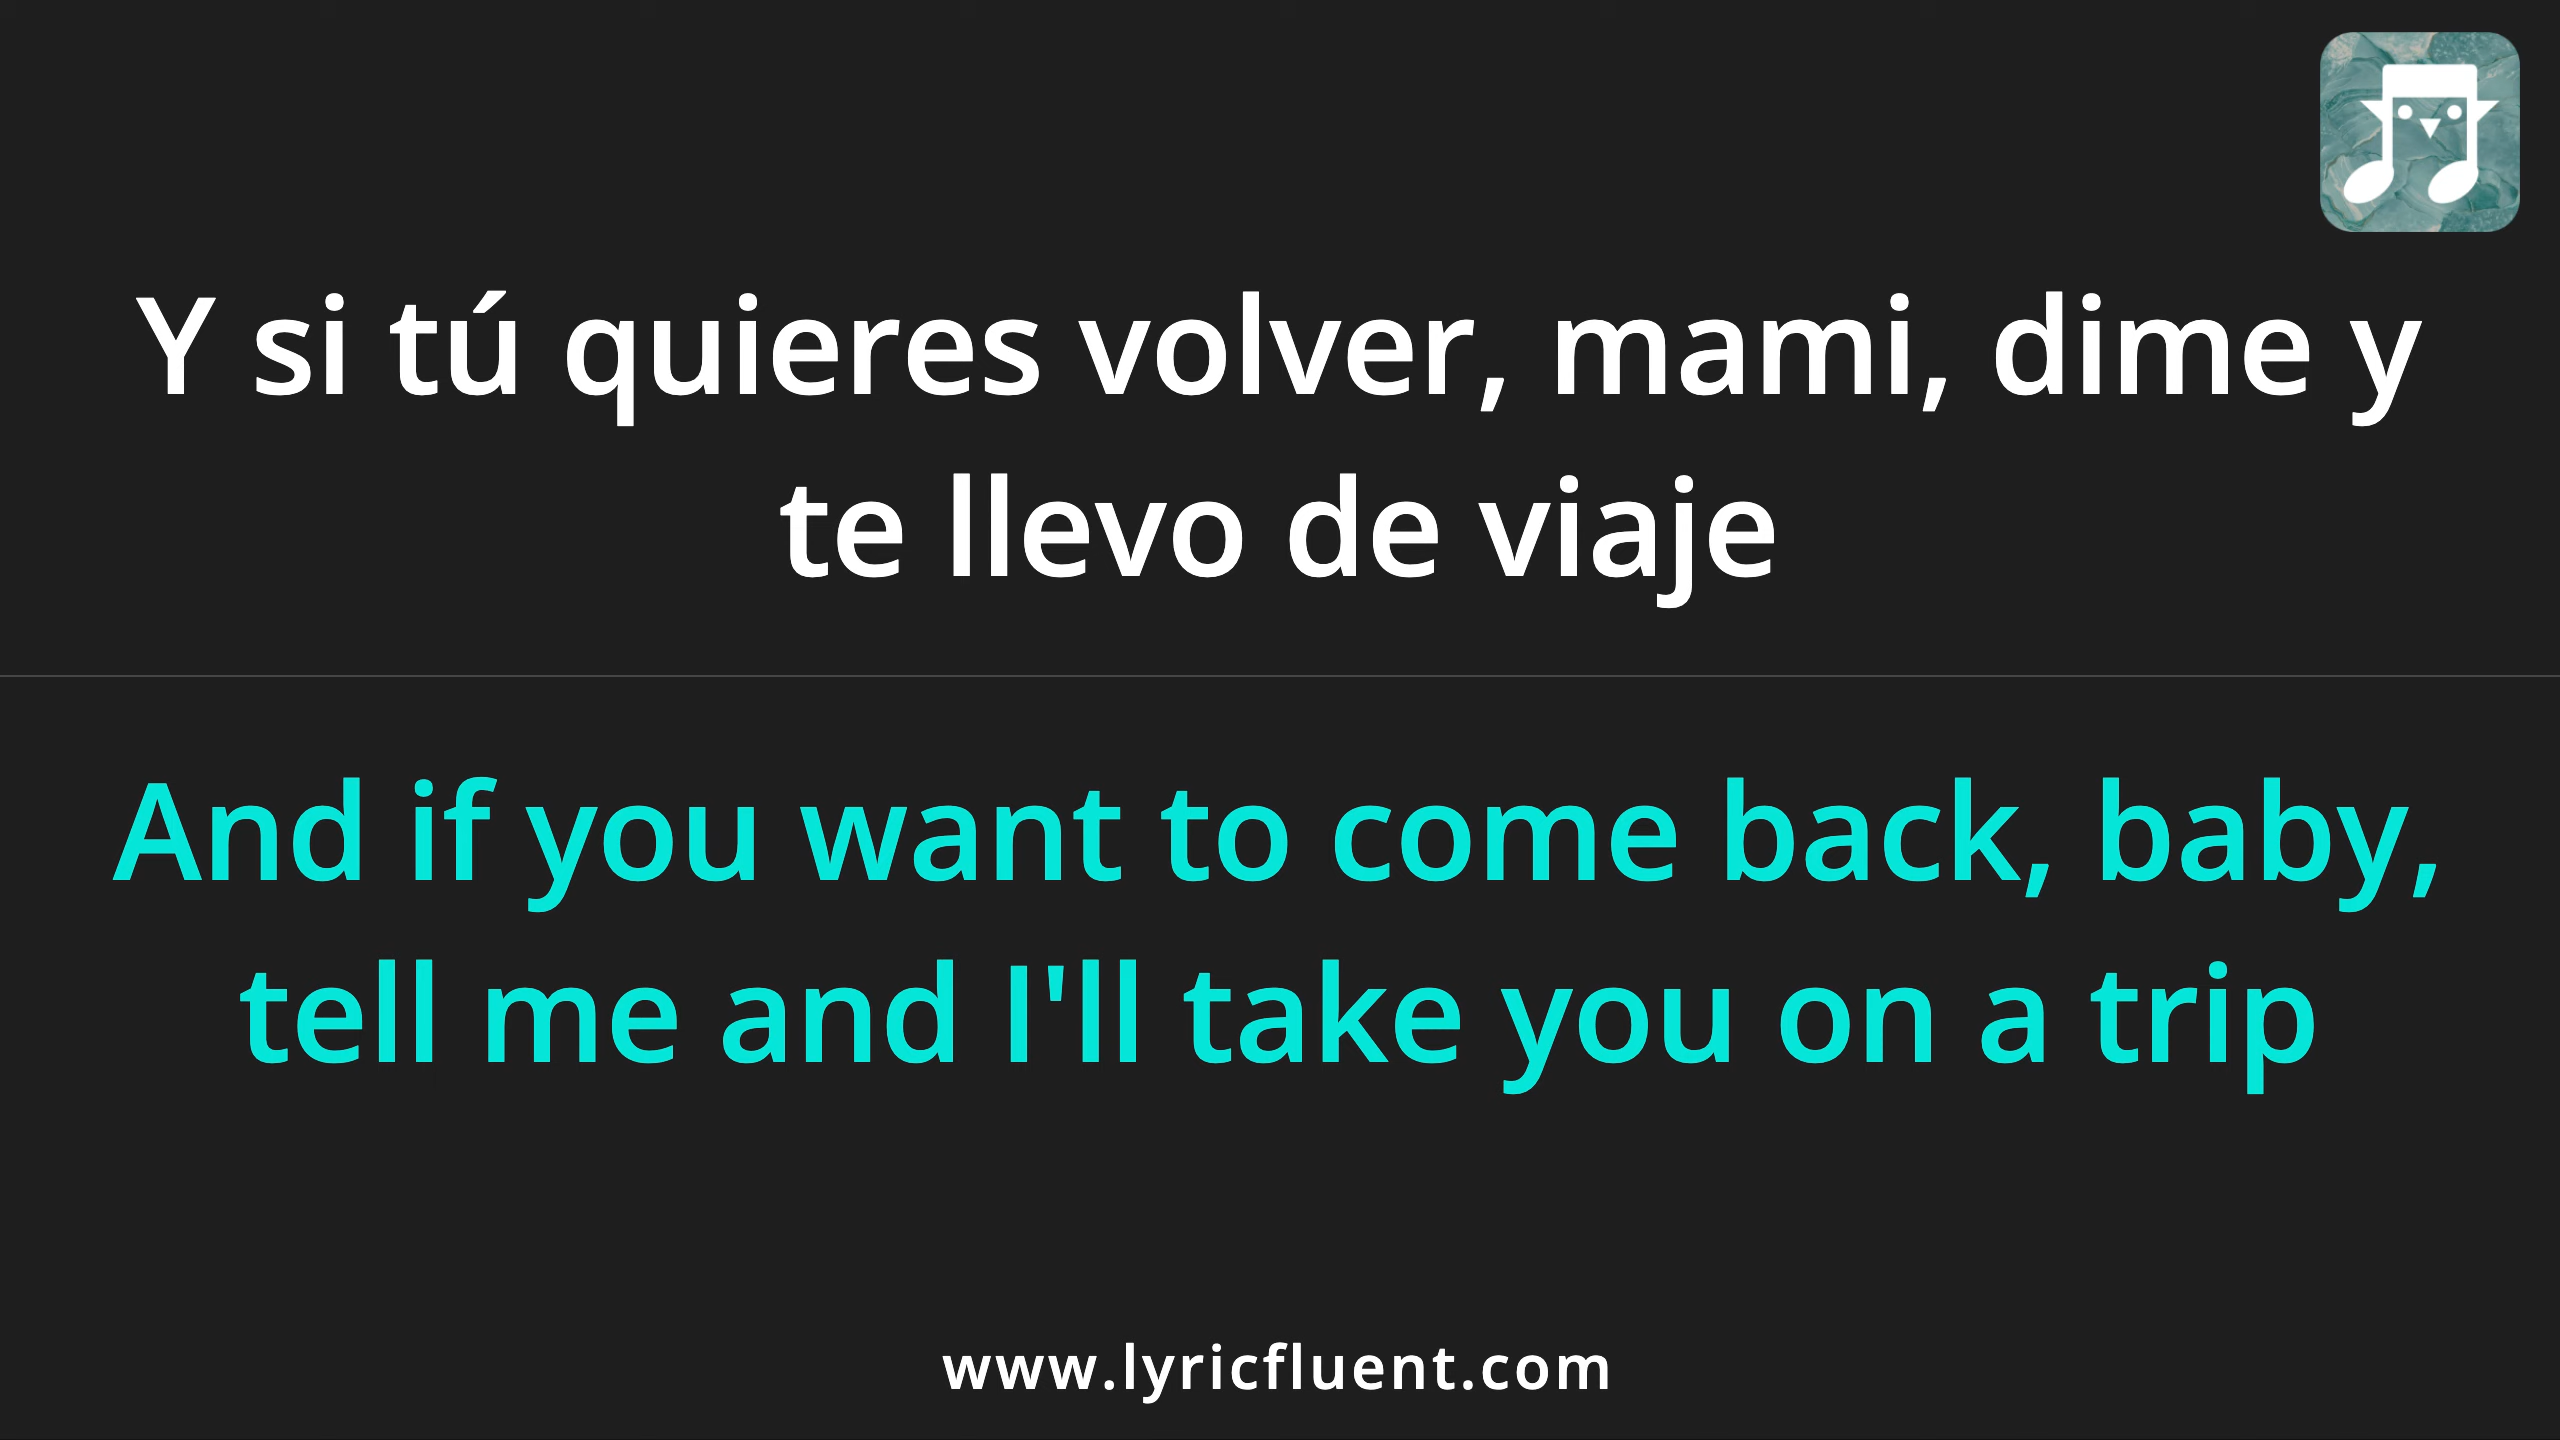 Y si tú quieres volver, mami, dime y
te llevo de viaje
And if you want to come back, baby,
tell me and I'll take you on a trip
www.lyricfluent.com